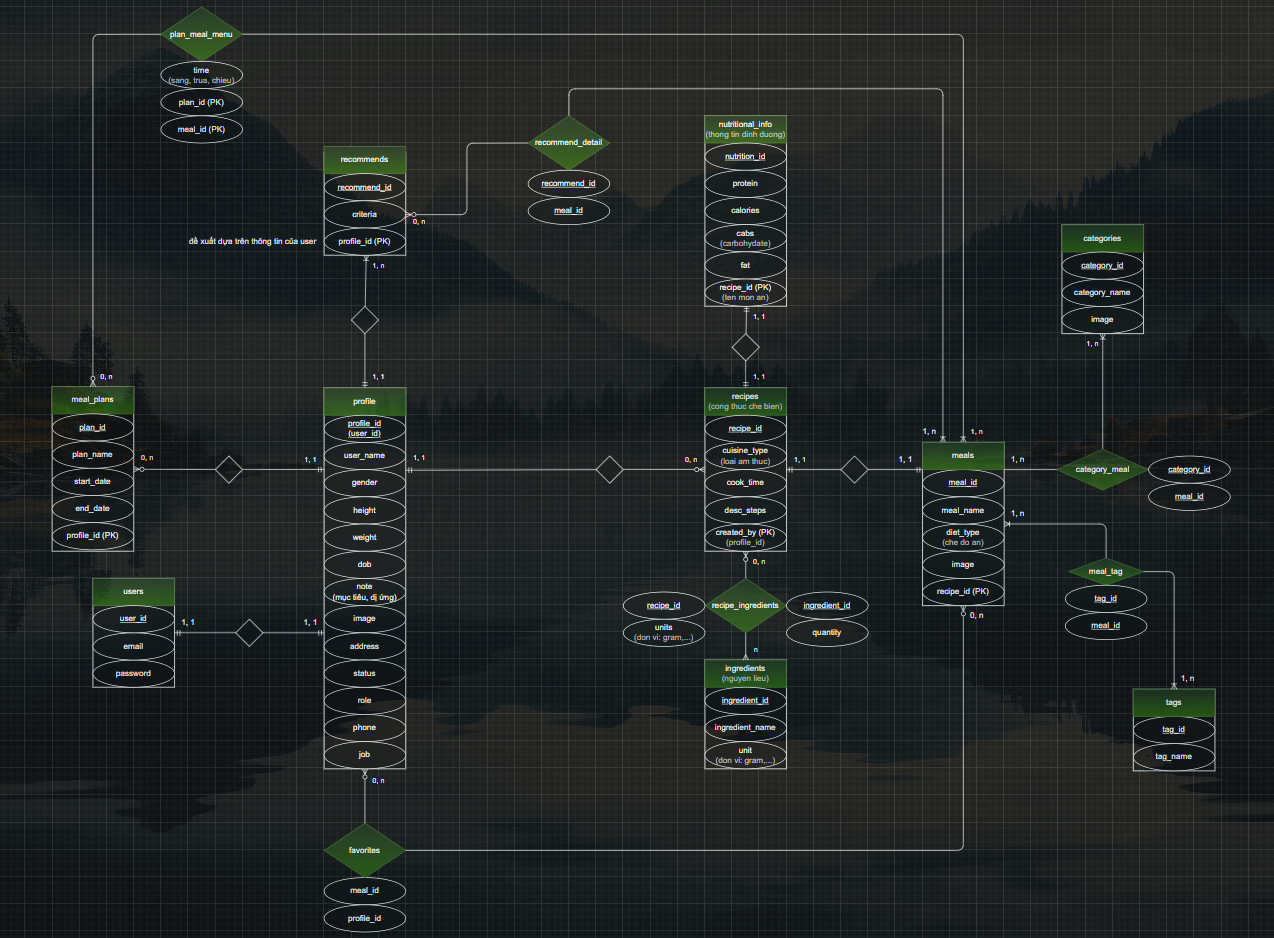 plan_meal_menu
time
(sang, trua, chieu)
plan_id (PK)
meal_id (PK)
recommends
recommend_id
criteria
profile_id (PK)
0, n
1, n
đề xuất dựa trên thông tin của user
recommend_detail
recommend_id
meal_id
nutritional_info
(thong tin dinh duong)
nutrition_id
protein
calories
cabs
(carbohydate)
fat
recipe_id (PK)
(ten mon an)
1, 1
1, 1
categories
category_id
category_name
image
1, n
0, n
meal_plans
plan_id
plan_name
start_date
end_date
profile_id (PK)
0, n
1, 1
1, 1
profile
profile_id
(user_id)
user_name
gender
height
weight
dob
note
(mục tiêu, dị ứng)
image
address
status
role
phone
job
1, 1
0, n
recipes
(cong thuc che bien)
recipe_id
cuisine_type
(loai am thuc)
cook_time
desc_steps
created_by (PK)
(profile_id)
1, 1
1, 1
0, n
1, n
1, n
meals
meal_id
meal_name
diet_type
(che do an)
image
recipe_id (PK)
1, n
category_meal
category_id
meal_id
1, n
meal_tag
tag_id
meal_id
0, n
users
user_id
email
password
1, 1
1, 1
recipe_id
units
(don vi: gram,...)
recipe_ingredients
ingredient_id
quantity
n
ingredients
(nguyen lieu)
ingredient_id
ingredient_name
unit
(don vi: gram,...)
1, n
tags
tag_id
tag_name
0, n
favorites
meal_id
profile_id